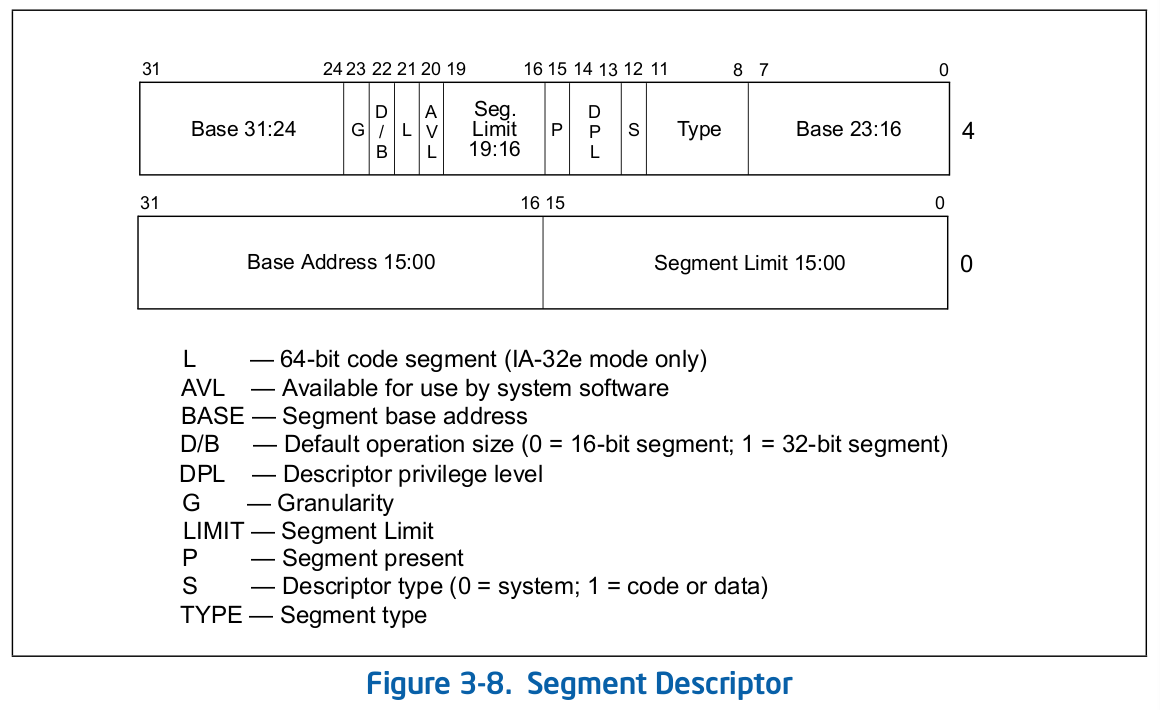 31 24 23 22 21 20 19 16 15 14 13 12 11 8 7 0
Base 31:24 G D/B L AVL Seg. Limit 19:16 P DPL S Type Base 23:16 4
31 16 15 0
Base Address 15:00 Segment Limit 15:00 0
L — 64-bit code segment (IA-32e mode only)
AVL — Available for use by system software
BASE — Segment base address
D/B — Default operation size (0 = 16-bit segment; 1 = 32-bit segment)
DPL — Descriptor privilege level
G — Granularity
LIMIT — Segment Limit
P — Segment present
S — Descriptor type (0 = system; 1 = code or data)
TYPE — Segment type
Figure 3-8. Segment Descriptor